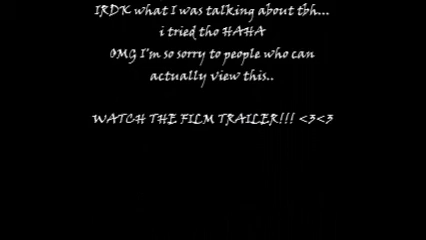 IRDK what I was talking about tbh...
i tried tho HAHA
OMG I'm so sorry to people who can
actually view this..
WATCH THE FILM TRAILER!!! <3<3